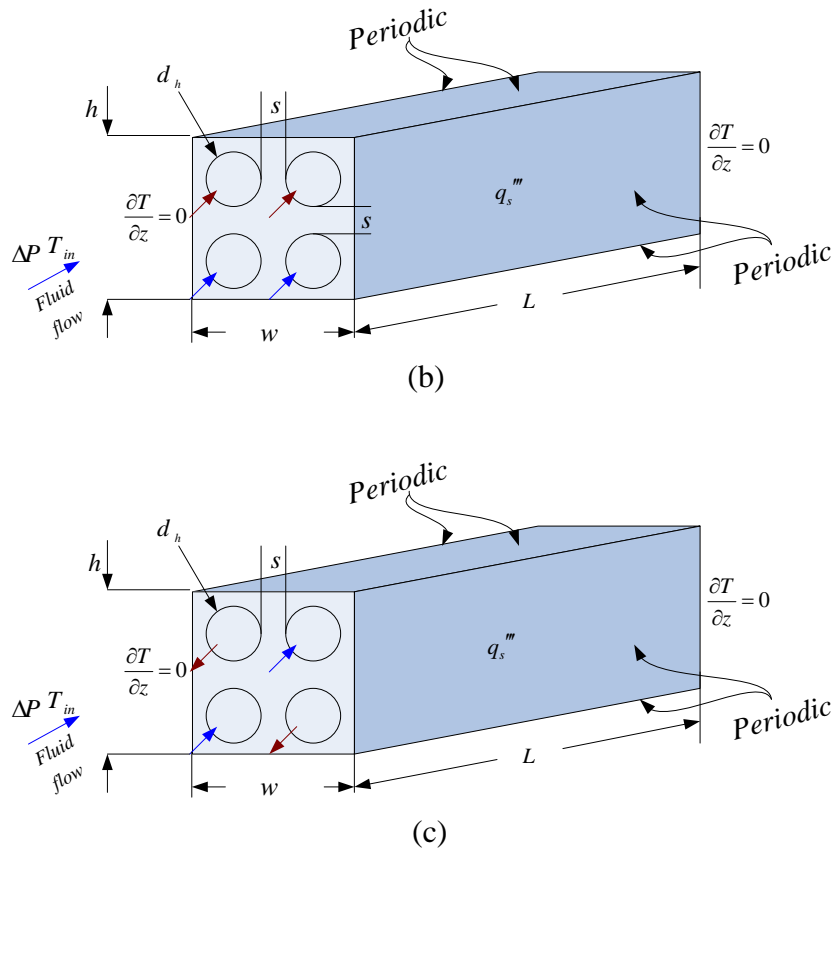 Periodic
d h
h
s
∂T/∂z = 0
q s ‴
∂T/∂z = 0
s
ΔP T in
Fluid
flow
Periodic
L
w
(b)
Periodic
d h
h
s
∂T/∂z = 0
q s ‴
∂T/∂z = 0
ΔP T in
Fluid
flow
Periodic
L
w
(c)